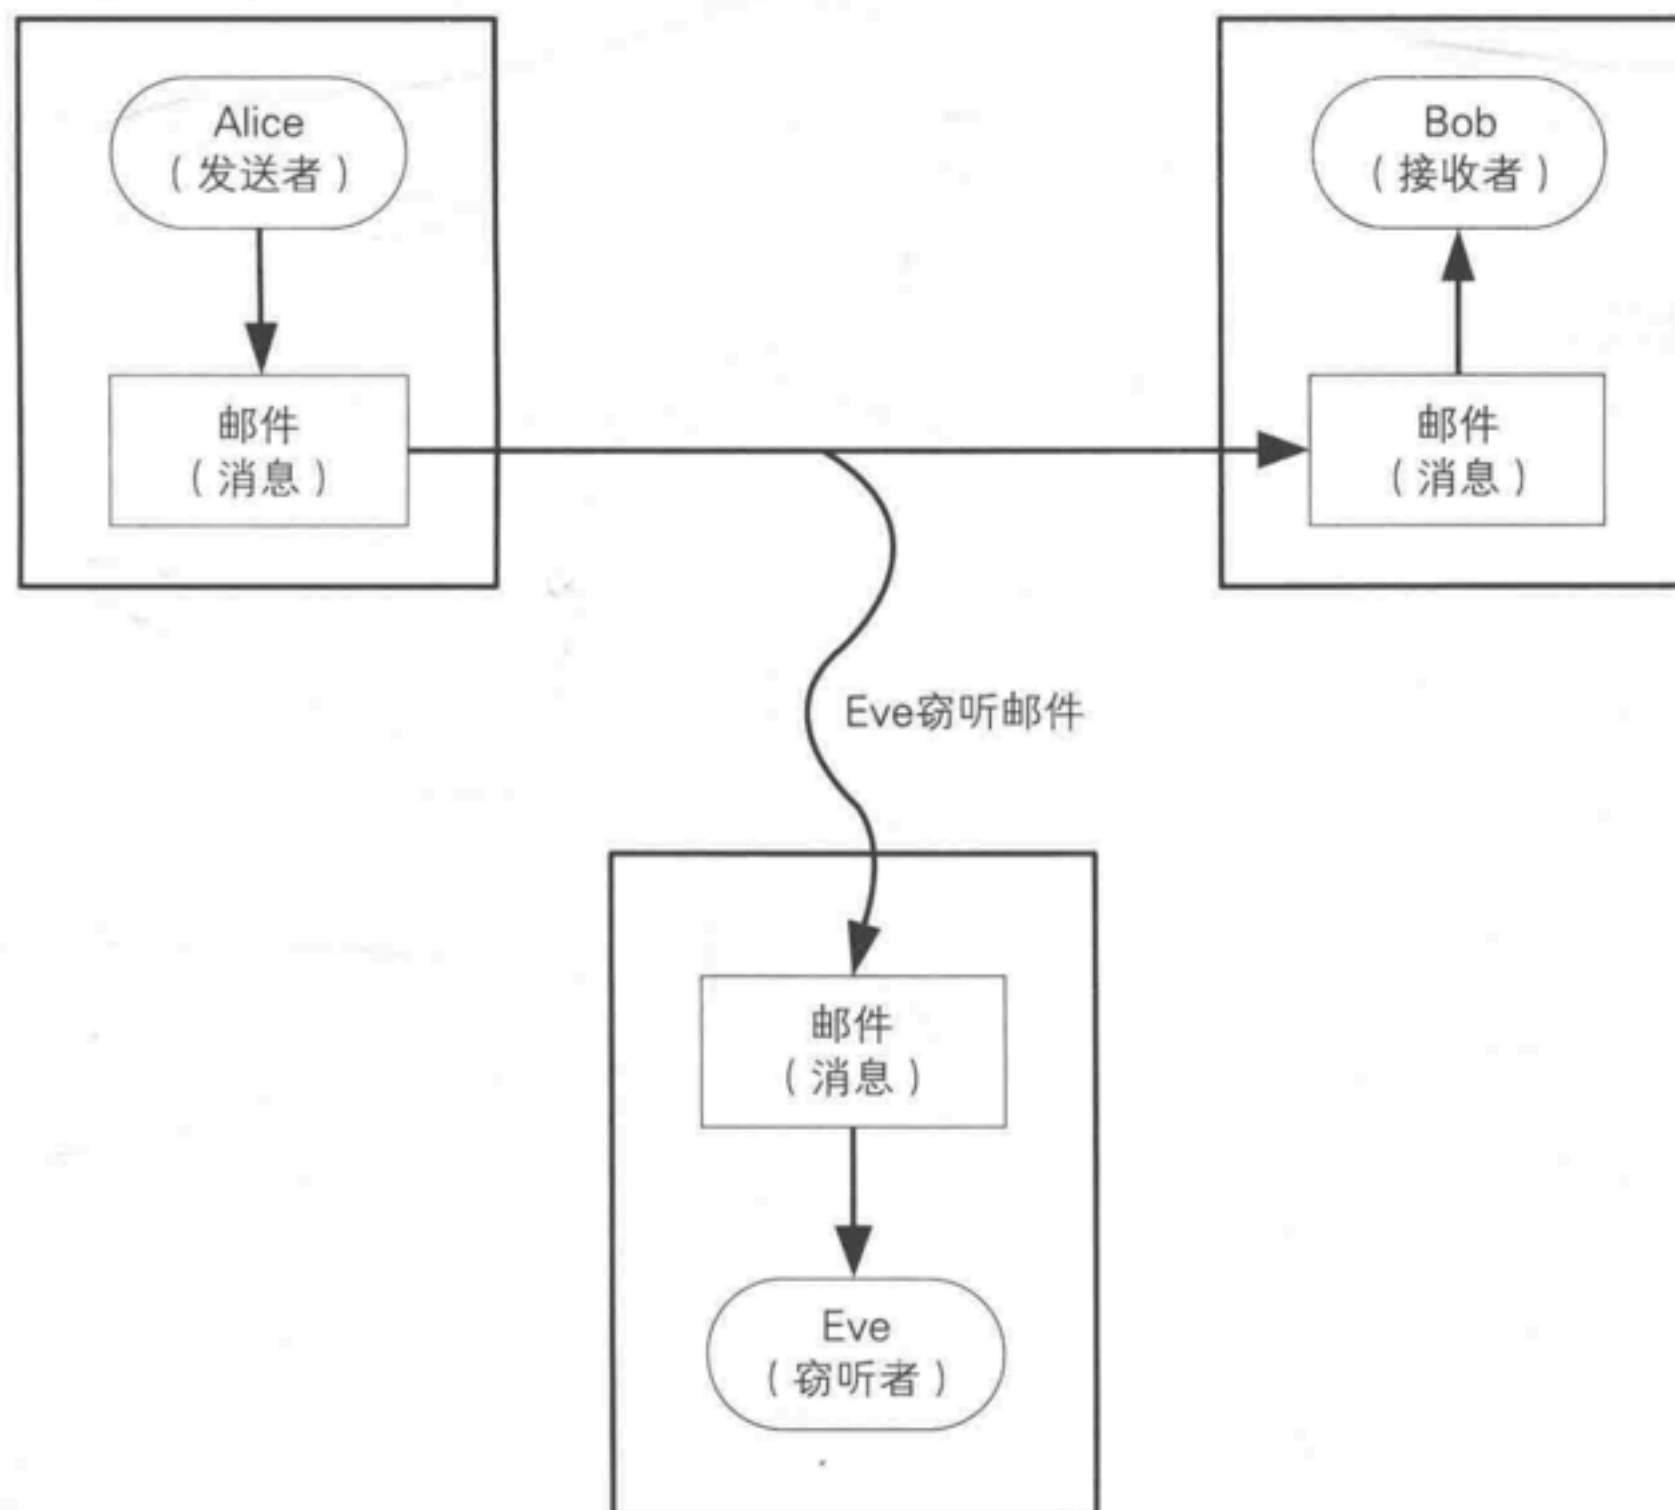 Alice
（发送者）
Bob
（接收者）
邮件
（消息）
邮件
（消息）
Eve窃听邮件
邮件
（消息）
Eve
（窃听者）